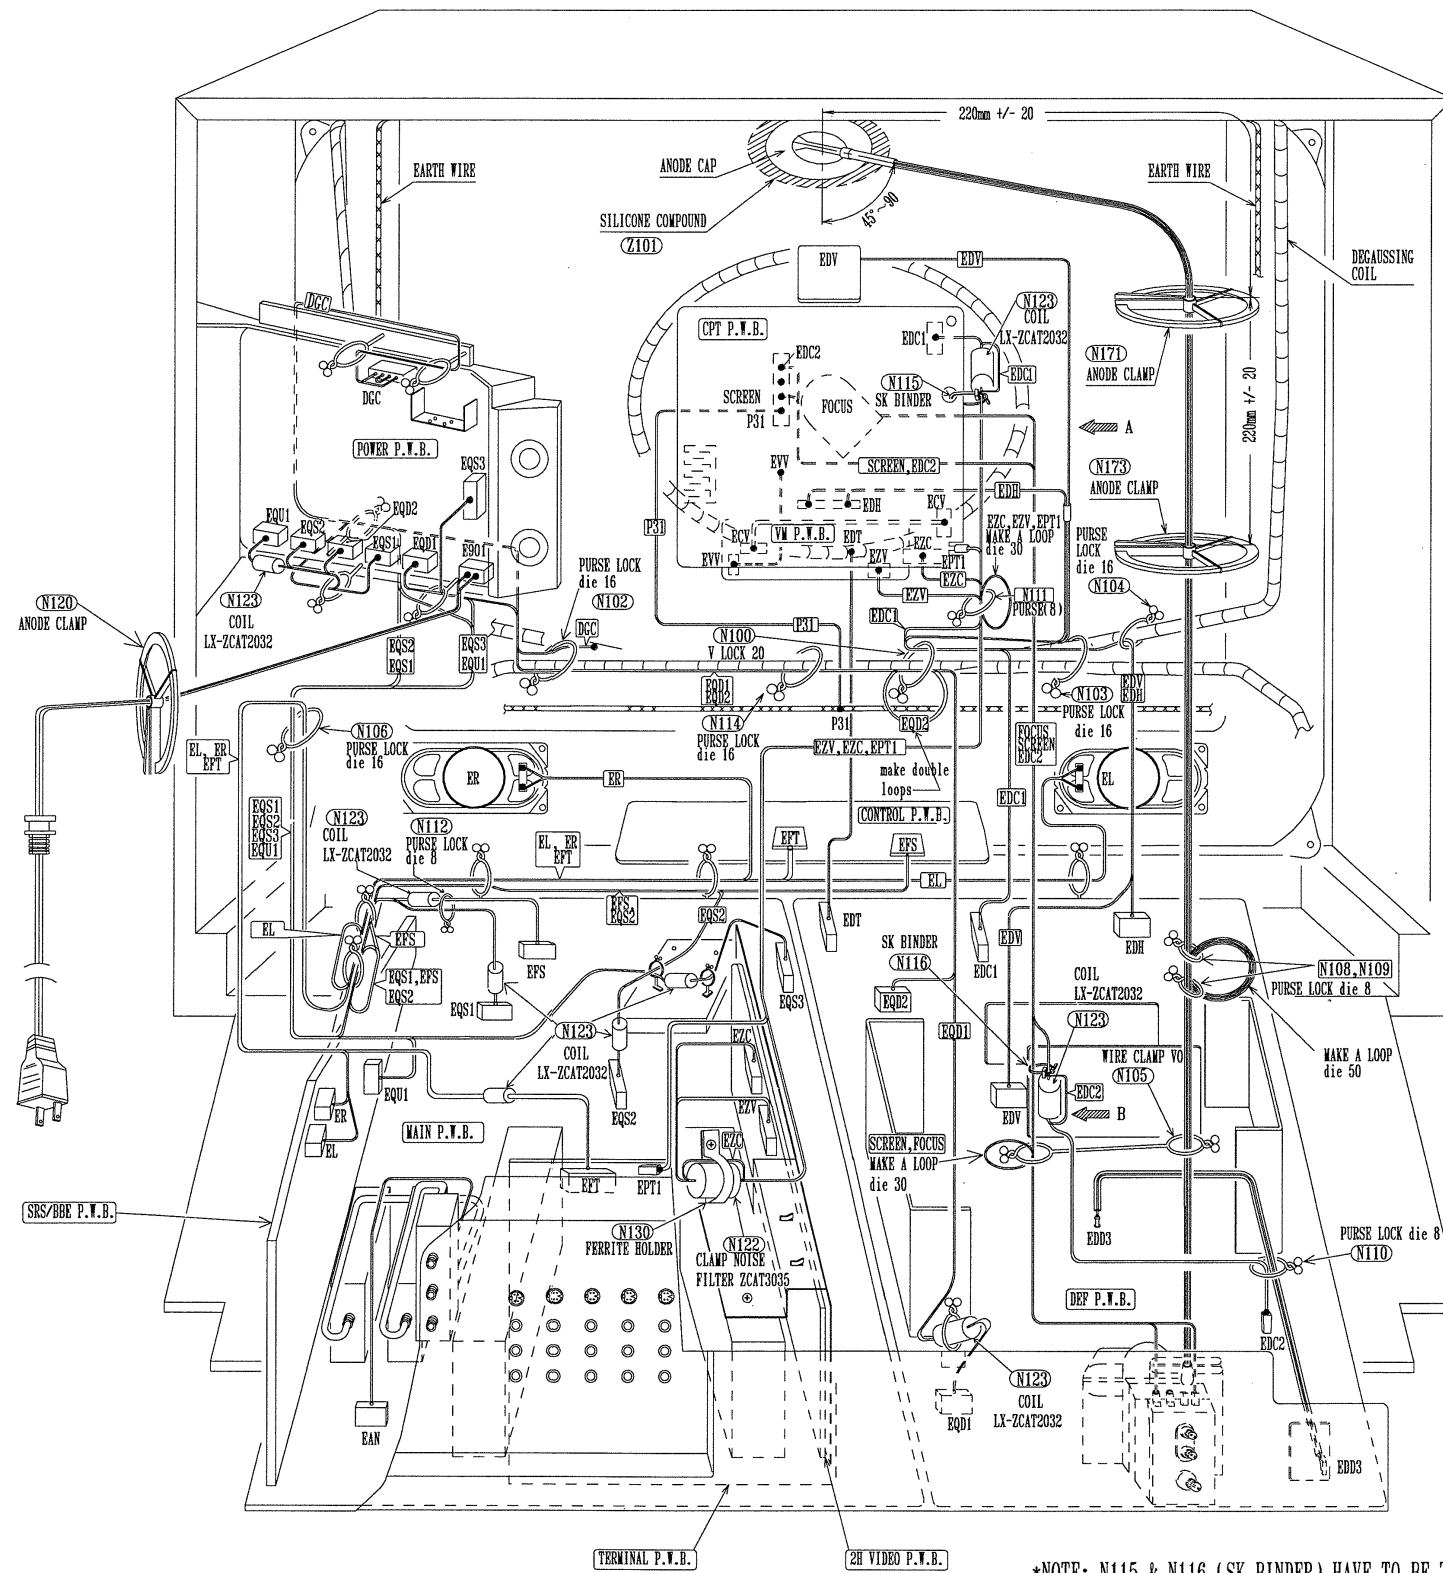 220mm +/- 20
ANODE CAP
EARTH WIRE
EARTH WIRE
SILICONE COMPOUND
Z101
45°~90
DEGAUSSING
COIL
EDV
EDV
DGC
CPT P.W.B.
EDC1
N123
COIL
LX-ZCAT2032
EDC1
N171
ANODE CLAMP
220mm +/- 20
EDC2
SCREEN
P31
FOCUS
N115
SK BINDER
A
DGC
POWER P.W.B.
EQS3
EVV
SCREEN,EDC2
N173
ANODE CLAMP
EDH
EDH
ECV
EQD2
EQU1
EQS2
EQS1
EQD1
E901
P31
ECV
VM P.W.B.
EDT
EZV
EZC
EPT1
EVV
EZC,EZV,EPT1
MAKE A LOOP
die 30
PURSE
LOCK
die 16
N104
PURSE LOCK
die 16
N102
EZC
EZV
N111
PURSE(8)
N123
COIL
LX-ZCAT2032
N120
ANODE CLAMP
EQS2
EQS1
EQS3
EQU1
DGC
P31
EDC1
N100
V LOCK 20
EQD1
EQD2
N114
PURSE LOCK
die 16
P31
EQD2
EDV
EDH
N103
PURSE LOCK
die 16
EL, ER
EFT
N106
PURSE LOCK
die 16
EZV,EZC,EPT1
make double
loops
FOCUS
SCREEN
EDC2
ER
ER
EL
EDC1
EQS1
EQS2
EQS3
EQU1
N123
COIL
LX-ZCAT2032
N112
PURSE LOCK
die 8
CONTROL P.W.B.
EL, ER
EFT
EFT
EFS
EL
EFS,
EQS2
EQS2
EL
EFS
EFS
EDT
EDC1
EDV
EDH
SK BINDER
N116
EQS1,EFS
EQS2
EQS1
EQS3
EQD2
COIL
LX-ZCAT2032
N108,N109
PURSE LOCK die 8
N123
COIL
LX-ZCAT2032
EZC
EQD1
N123
WIRE CLAMP VO
N105
MAKE A LOOP
die 50
ER
EQU1
EQS2
EZV
EDV
EDC2
B
EL
MAIN P.W.B.
EZC
SCREEN,FOCUS
MAKE A LOOP
die 30
EFT
EPT1
SRS/BBE P.W.B.
N130
FERRITE HOLDER
N122
CLAMP NOISE
FILTER ZCAT3035
EDD3
PURSE LOCK die 8
N110
DEF P.W.B.
EDC2
N123
COIL
LX-ZCAT2032
EAN
EQD1
EDD3
TERMINAL P.W.B.
2H VIDEO P.W.B.